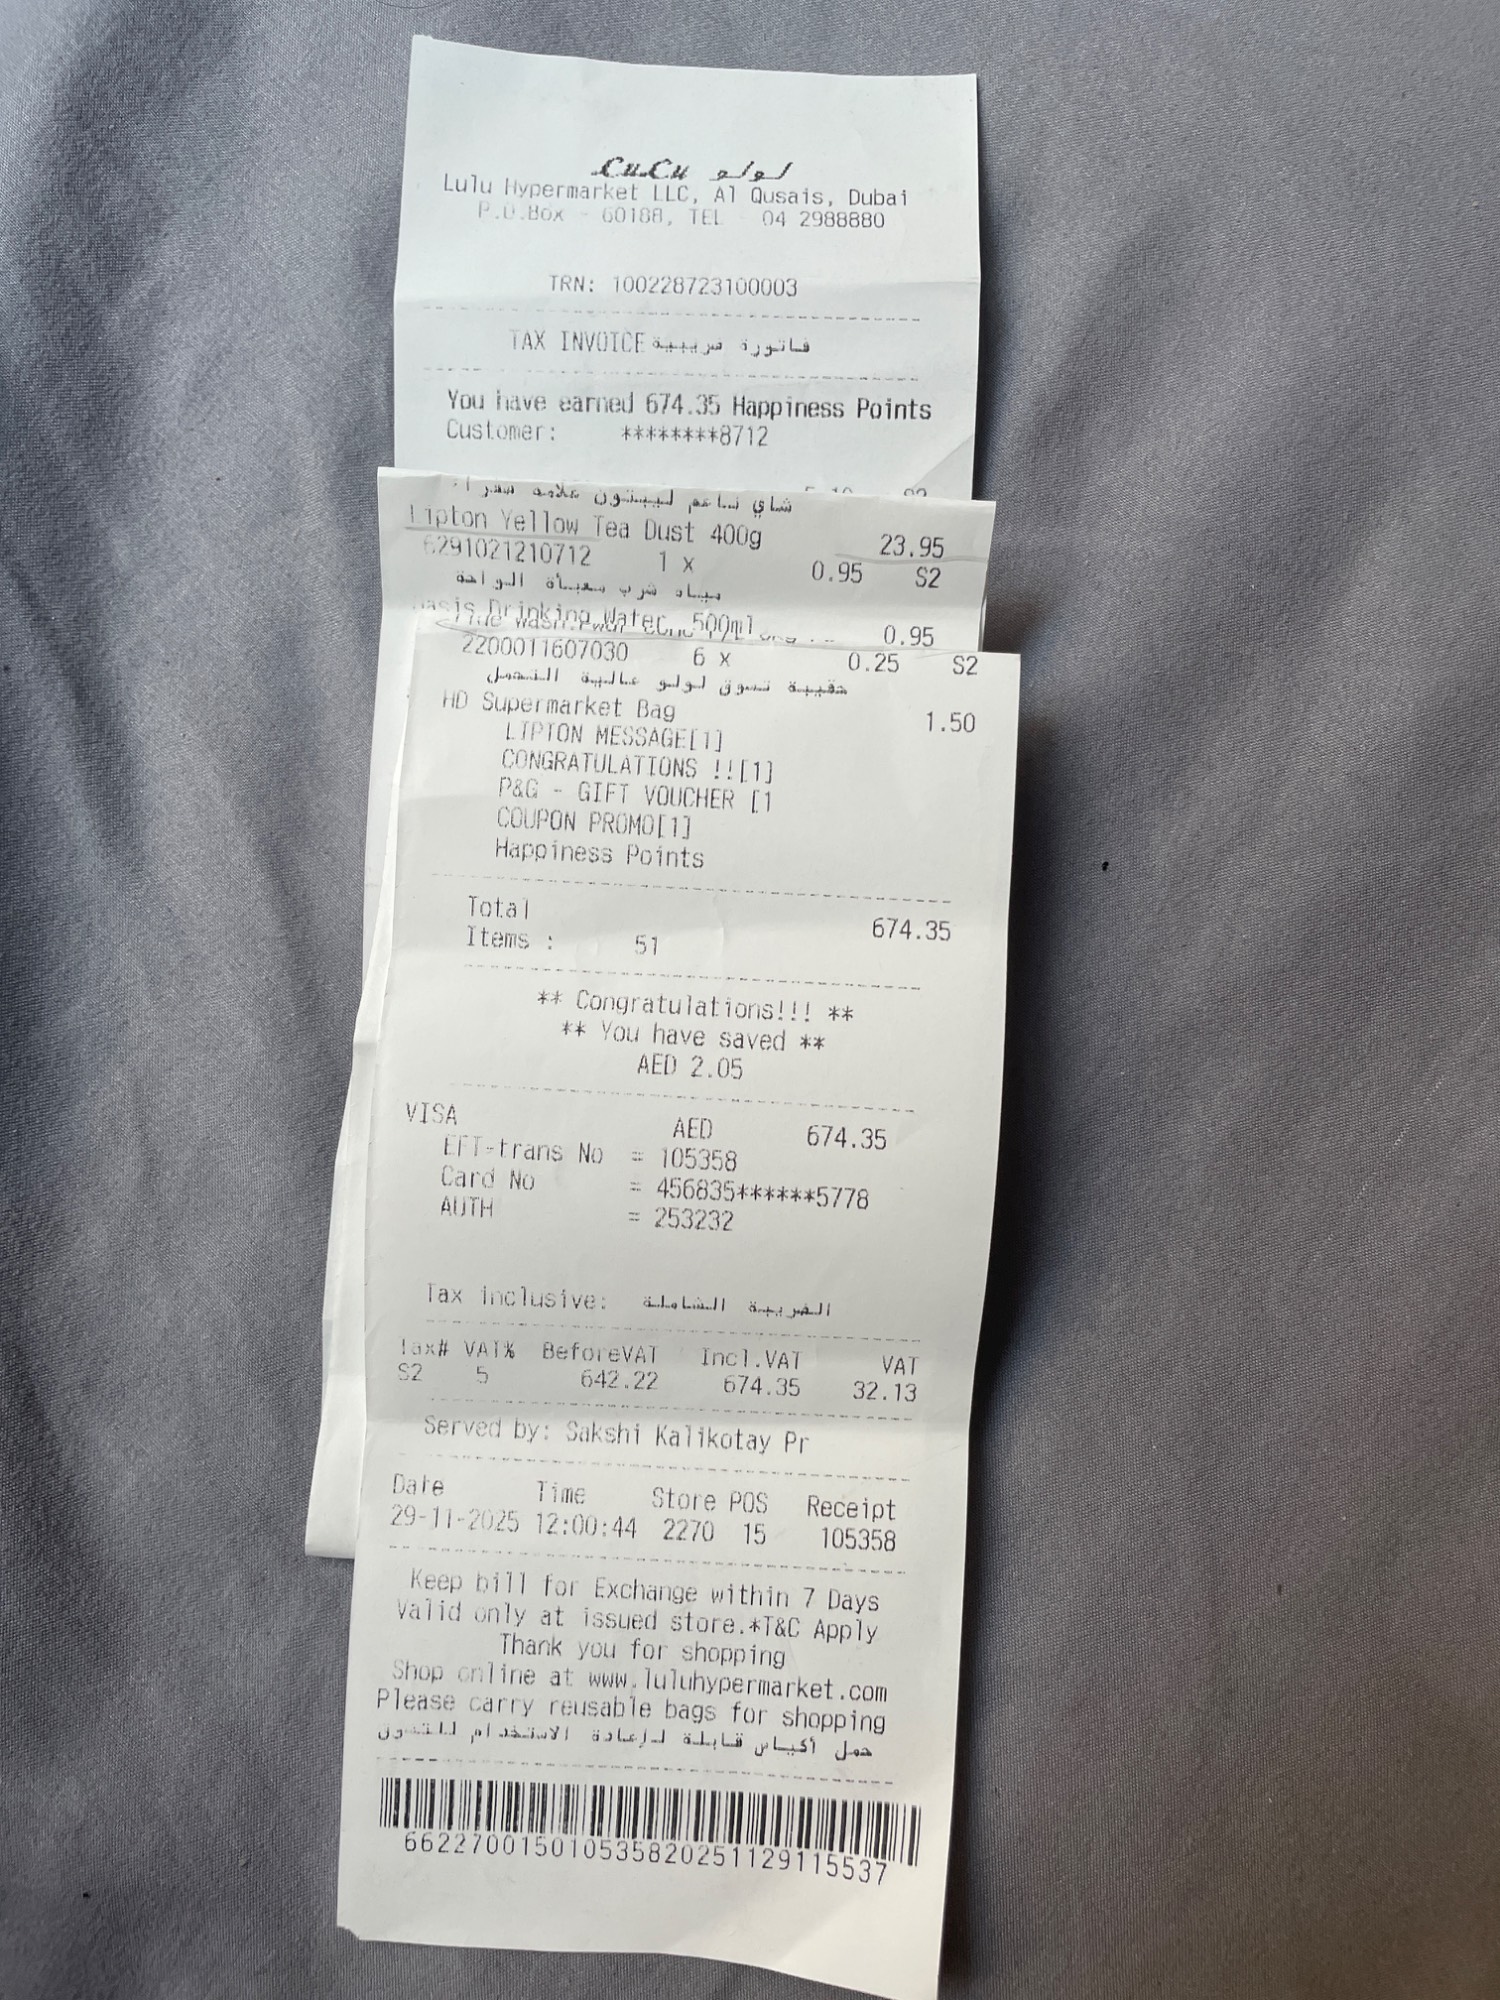 LuLu لولو
Lulu Hypermarket LLC, Al Qusais, Dubai
P.O.Box - 60188, TEL 04 2988880
TRN: 100228723100003
TAX INVOICE فاتورة ضريبية
You have earned 674.35 Happiness Points
Customer: ********8712
شاي ناعم ليبتون علامه صفراء
Lipton Yellow Tea Dust 400g 23.95
6291021210712 1 x 0.95 S2
مياه شرب معبأة الواحة
Oasis Drinking Water 500ml 0.95
2200011607030 6 x 0.25 S2
حقيبة تسوق لولو عالية التحمل
HD Supermarket Bag 1.50
LIPTON MESSAGE[1]
CONGRATULATIONS !![1]
P&G - GIFT VOUCHER [1
COUPON PROMO[1]
Happiness Points
Total 674.35
Items : 51
** Congratulations!!! **
** You have saved **
AED 2.05
VISA AED 674.35
EFT-trans No = 105358
Card No = 456835******5778
AUTH = 253232
Tax inclusive: الضريبة الشاملة
Tax# VAT% BeforeVAT Incl.VAT VAT
S2 5 642.22 674.35 32.13
Served by: Sakshi Kalikotay Pr
Date Time Store POS Receipt
29-11-2025 12:00:44 2270 15 105358
Keep bill for Exchange within 7 Days
Valid only at issued store.*T&C Apply
Thank you for shopping
Shop online at www.luluhypermarket.com
Please carry reusable bags for shopping
حمل أكياس قابلة لإعادة الاستخدام للتسوق
662270015010535820251129115537